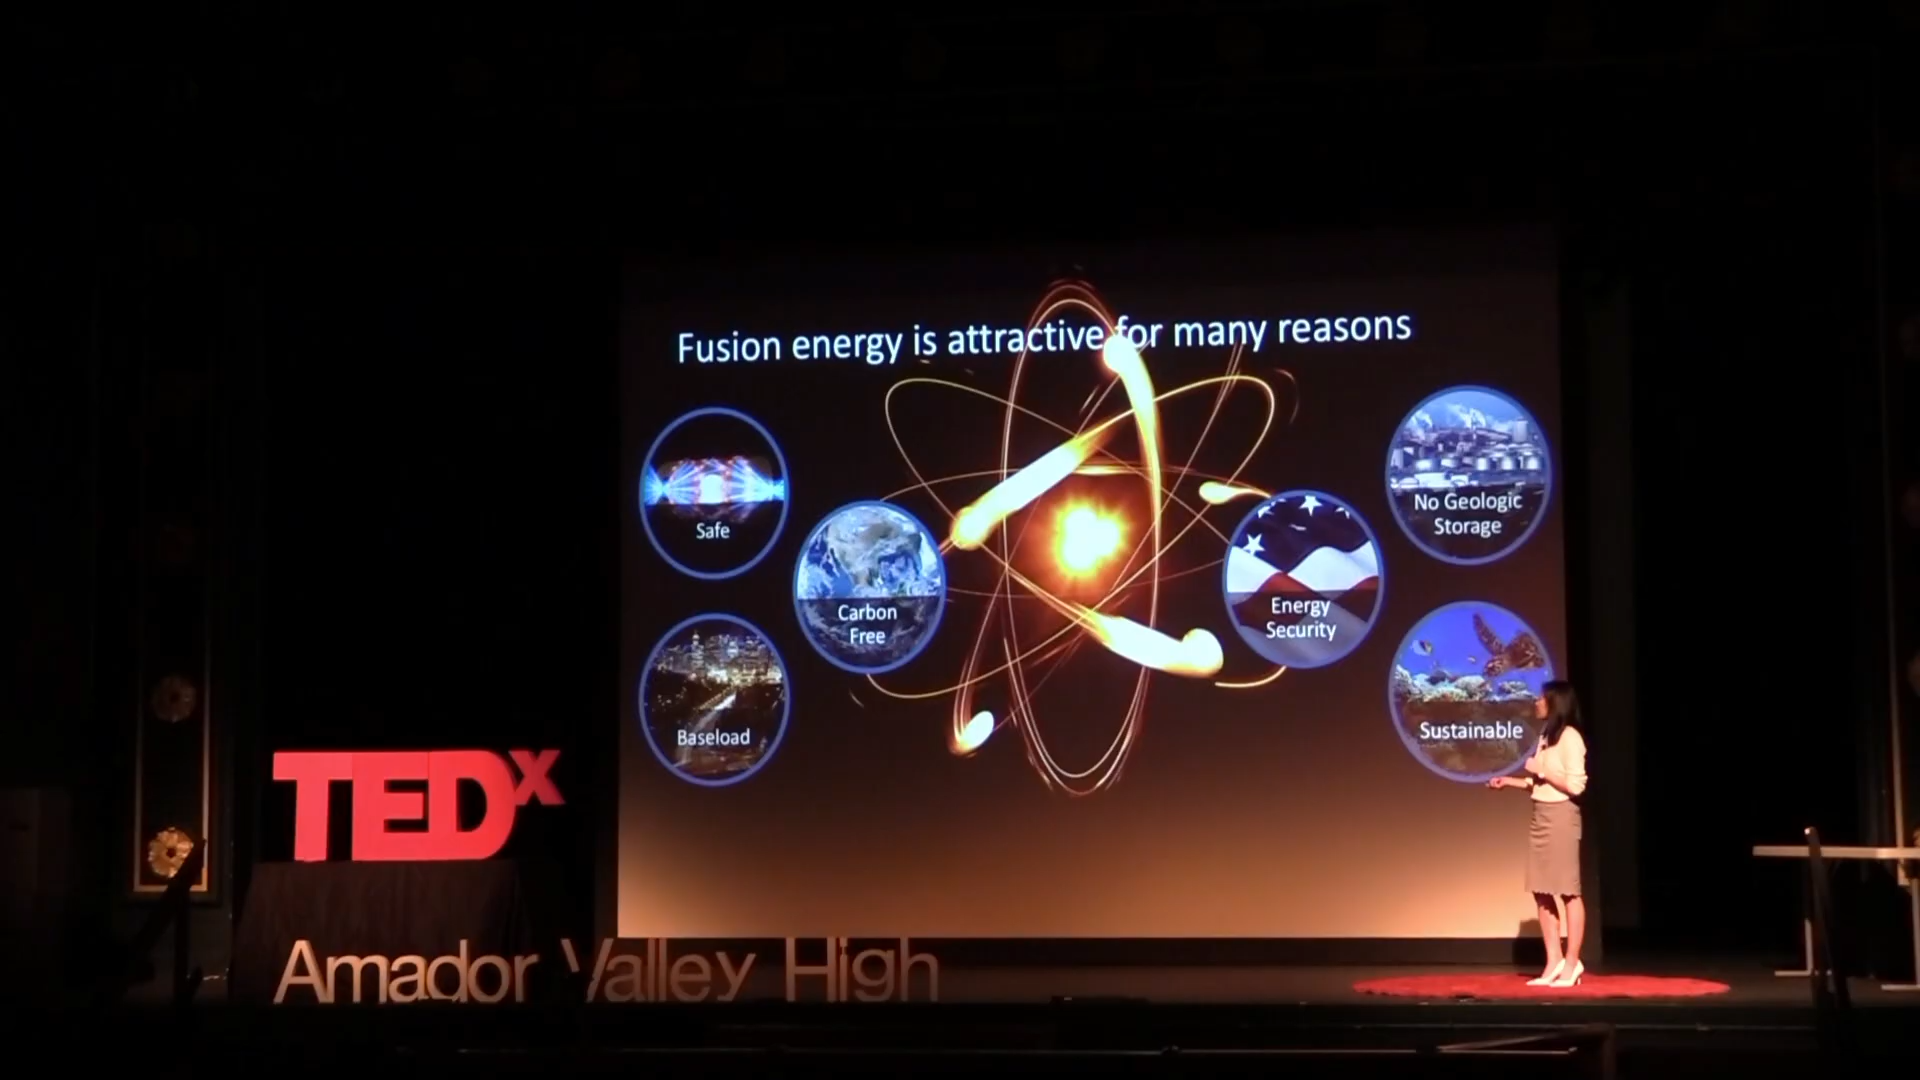 Fusion energy is attractive for many reasons
Safe
Carbon
Free
Baseload
Energy
Security
No Geologic
Storage
Sustainable
TEDx
Amador Valley High